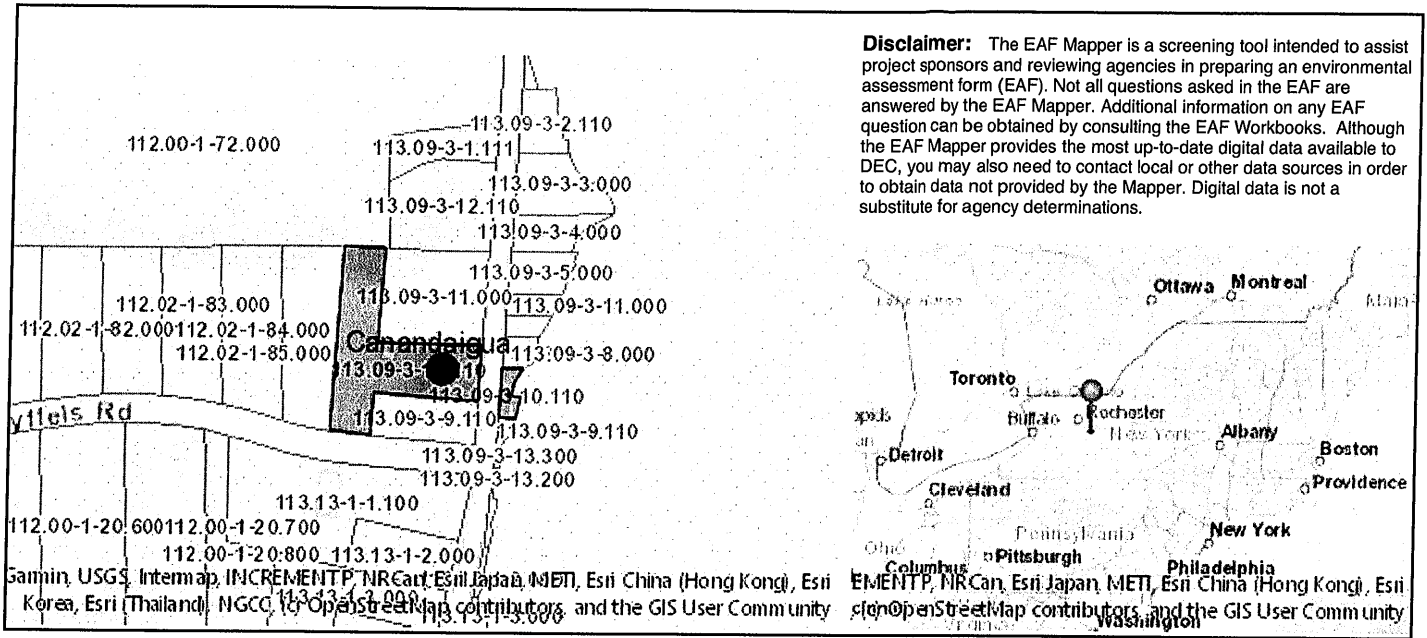 Disclaimer: The EAF Mapper is a screening tool intended to assist
project sponsors and reviewing agencies in preparing an environmental
assessment form (EAF). Not all questions asked in the EAF are
answered by the EAF Mapper. Additional information on any EAF
question can be obtained by consulting the EAF Workbooks. Although
the EAF Mapper provides the most up-to-date digital data available to
DEC, you may also need to contact local or other data sources in order
to obtain data not provided by the Mapper. Digital data is not a
substitute for agency determinations.
113.09-3-2.110
112.00-1-72.000
113.09-3-1.111
113.09-3-3.000
113.09-3-12.110
113.09-3-4.000
113.09-3-5.000
113.09-3-11.000
113.09-3-11.000
112.02-1-83.000
112.02-1-82.000
112.02-1-84.000
Canandaigua
112.02-1-85.000
113.09-3-8.000
113.09-3-10.110
113.09-3-9.110
yffels Rd
113.09-3-9.110
113.09-3-13.300
113.09-3-13.200
113.13-1-1.100
112.00-1-20.600
112.00-1-20.700
112.00-1-20.800
113.13-1-2.000
Garmin, USGS, Intermap, INCREMENT P, NRCan, Esri Japan, METI, Esri China (Hong Kong), Esri
Korea, Esri (Thailand), NGCC, (c) OpenStreetMap contributors, and the GIS User Community
113.13-1-3.000
Ottawa
Montreal
Toronto
Rochester
Buffalo
New York
Albany
Detroit
Boston
Providence
Cleveland
New York
Pennsylvania
Ohio
Pittsburgh
Columbus
Philadelphia
EMENT P, NRCan, Esri Japan, METI, Esri China (Hong Kong), Esri
OpenStreetMap contributors, and the GIS User Community
Washington